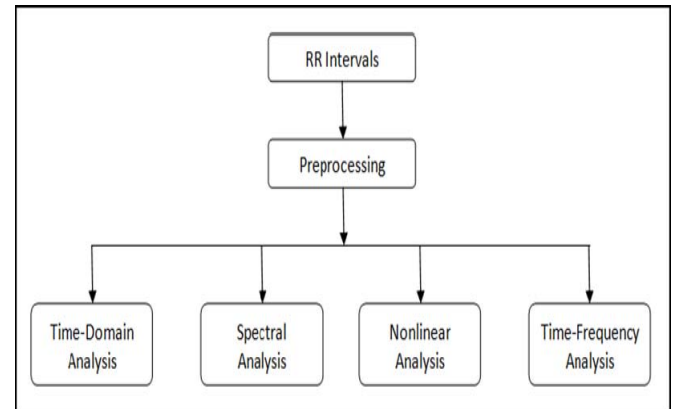 RR Intervals
Preprocessing
Time-Domain
Analysis
Spectral
Analysis
Nonlinear
Analysis
Time-Frequency
Analysis